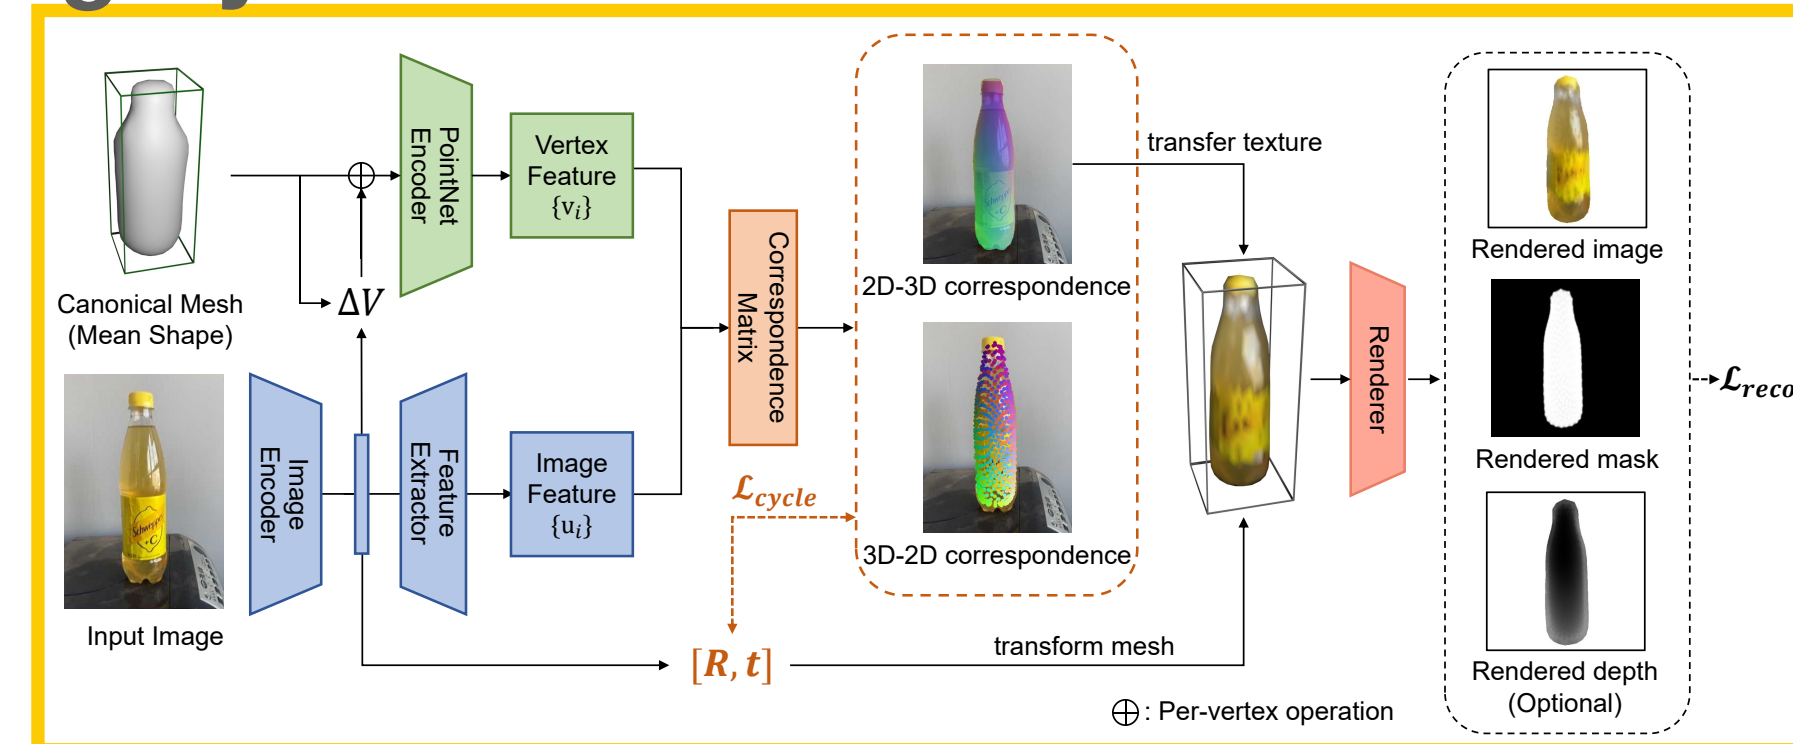 Canonical Mesh
(Mean Shape)
Input Image
ΔV
PointNet
Encoder
Vertex
Feature
{vᵢ}
Image
Encoder
Feature
Extractor
Image
Feature
{uᵢ}
Correspondence
Matrix
2D-3D correspondence
3D-2D correspondence
ℒcycle
[R, t]
transfer texture
transform mesh
Renderer
Rendered image
Rendered mask
Rendered depth
(Optional)
ℒreco
⊕: Per-vertex operation
Schweppes
+C